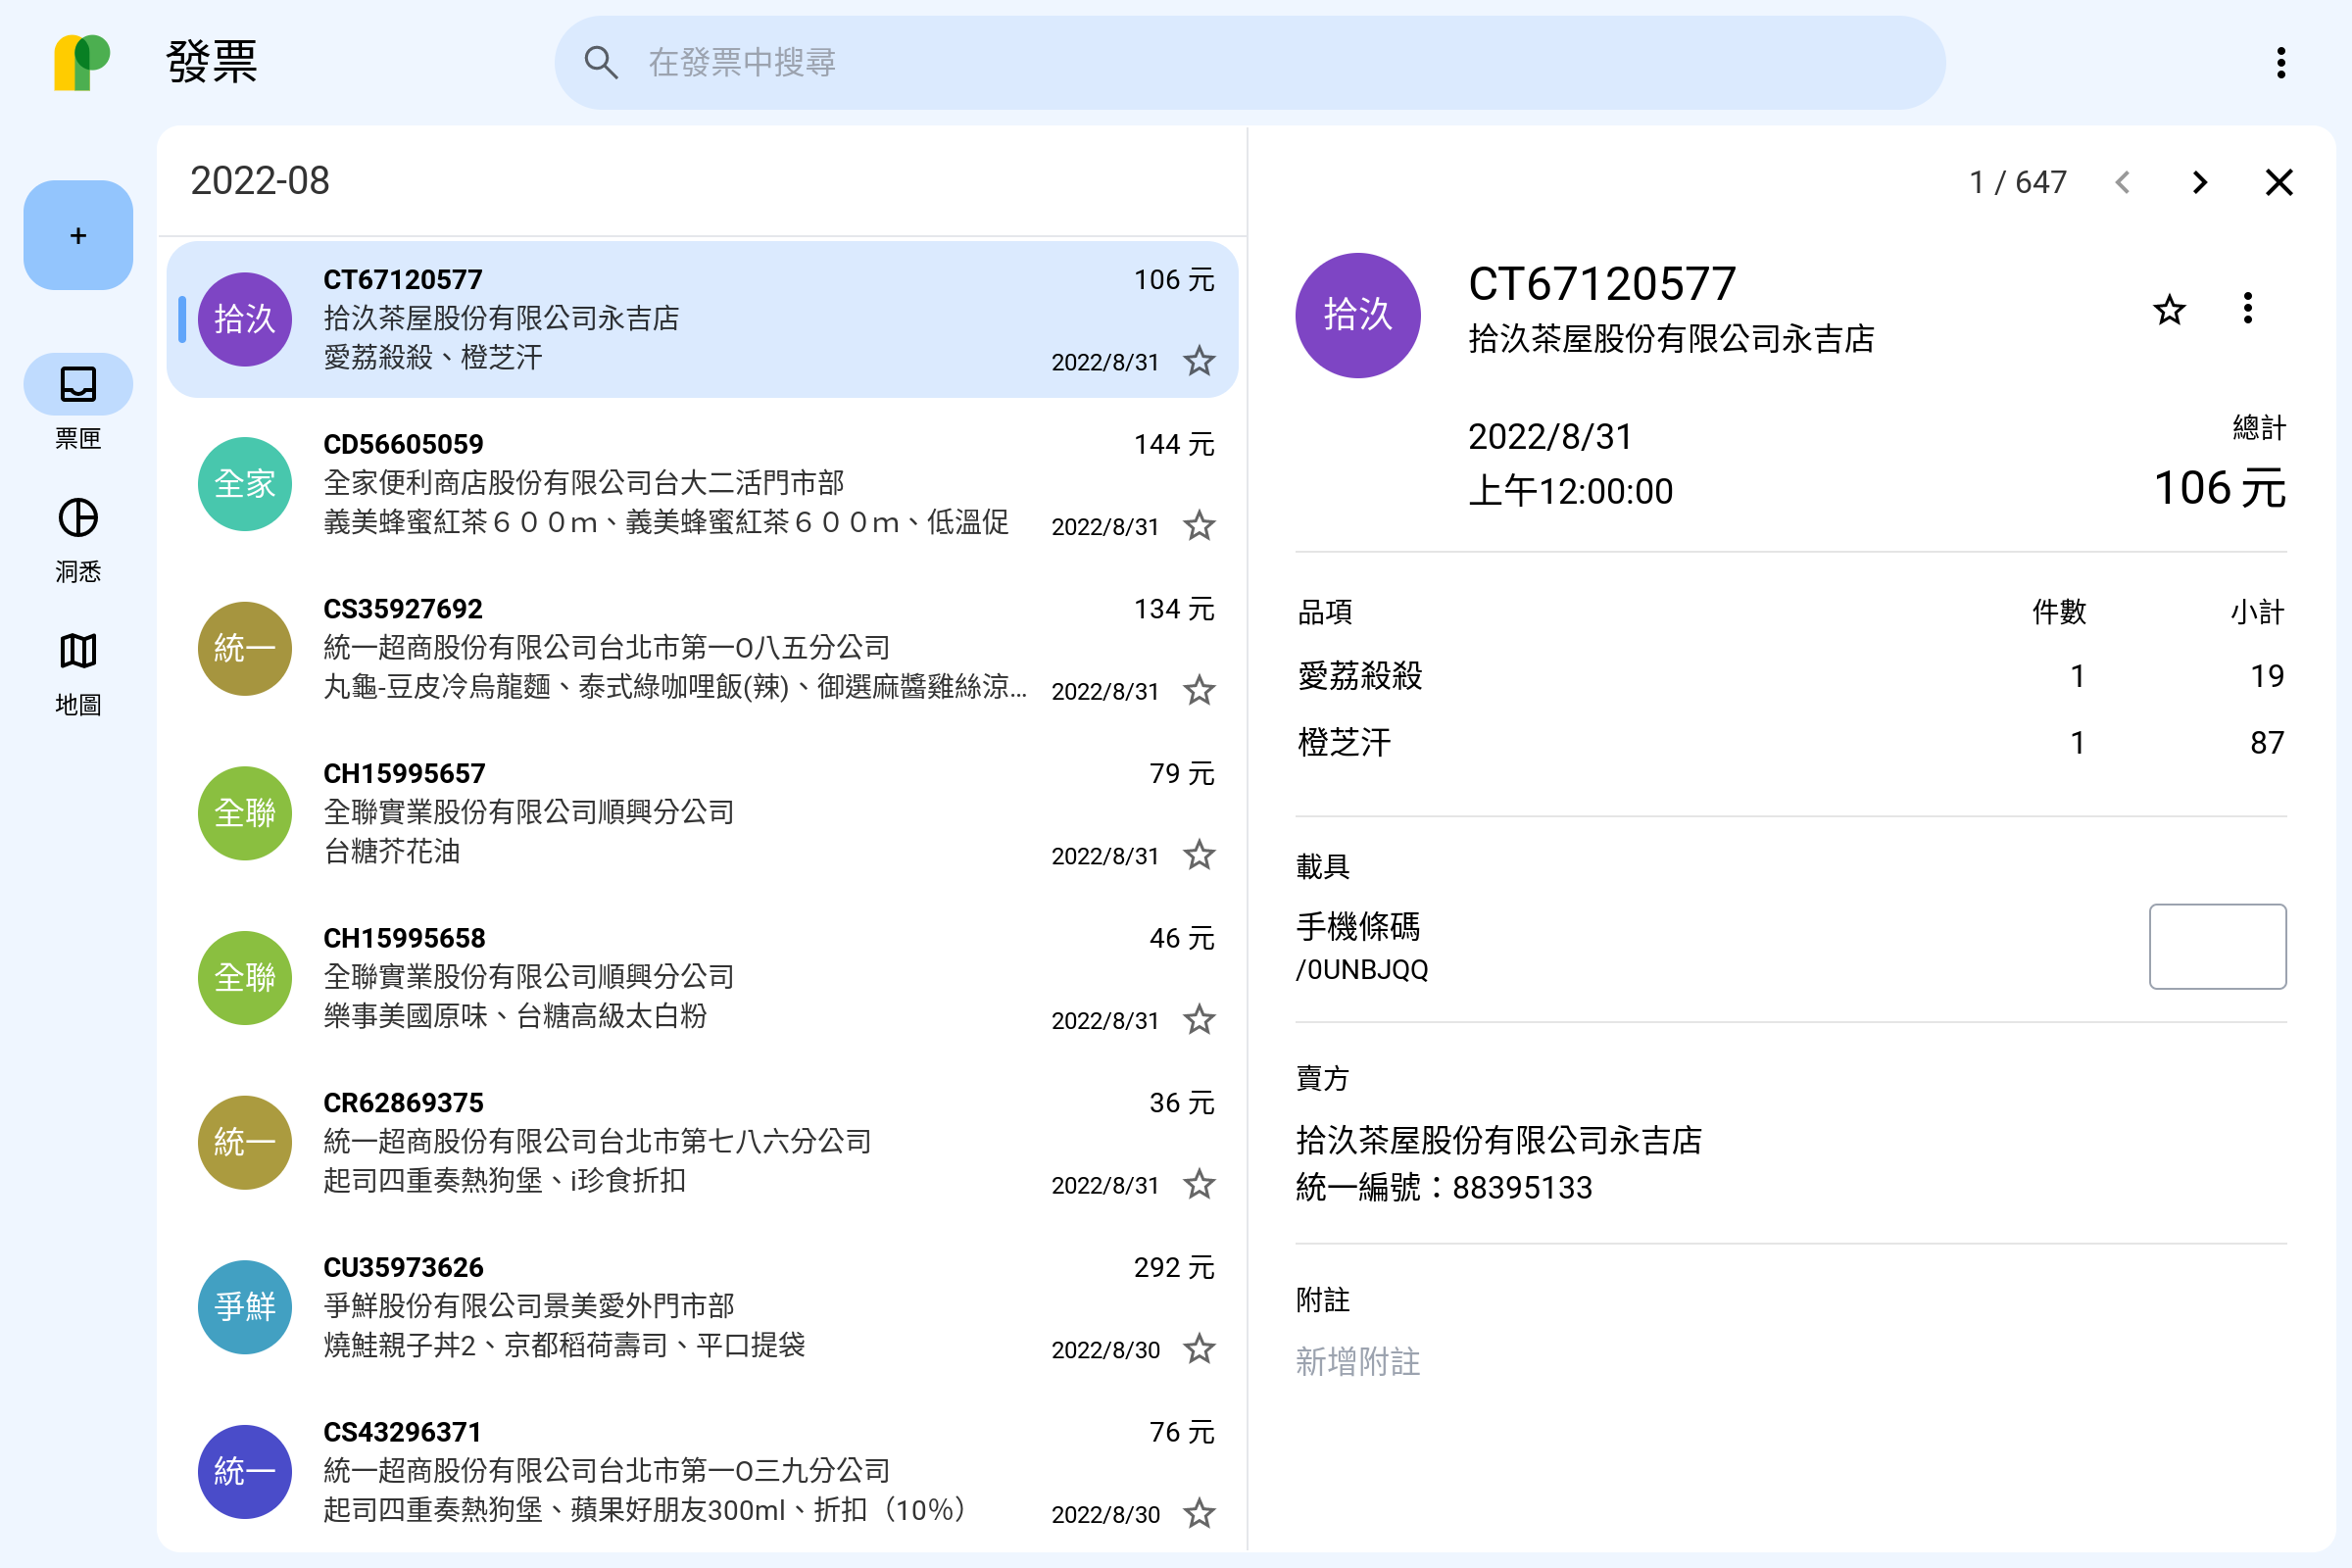 發票
在發票中搜尋
+
票匣
洞悉
地圖
2022-08
拾汣
CT67120577
106 元
拾汣茶屋股份有限公司永吉店
愛荔殺殺、橙芝汗
2022/8/31
全家
CD56605059
144 元
全家便利商店股份有限公司台大二活門市部
義美蜂蜜紅茶６００ｍ、義美蜂蜜紅茶６００ｍ、低溫促
2022/8/31
統一
CS35927692
134 元
統一超商股份有限公司台北市第一O八五分公司
丸龜-豆皮冷烏龍麵、泰式綠咖哩飯(辣)、御選麻醬雞絲涼...
2022/8/31
全聯
CH15995657
79 元
全聯實業股份有限公司順興分公司
台糖芥花油
2022/8/31
全聯
CH15995658
46 元
全聯實業股份有限公司順興分公司
樂事美國原味、台糖高級太白粉
2022/8/31
統一
CR62869375
36 元
統一超商股份有限公司台北市第七八六分公司
起司四重奏熱狗堡、i珍食折扣
2022/8/31
爭鮮
CU35973626
292 元
爭鮮股份有限公司景美愛外門市部
燒鮭親子丼2、京都稻荷壽司、平口提袋
2022/8/30
統一
CS43296371
76 元
統一超商股份有限公司台北市第一O三九分公司
起司四重奏熱狗堡、蘋果好朋友300ml、折扣（10%）
2022/8/30
1 / 647
拾汣
CT67120577
拾汣茶屋股份有限公司永吉店
2022/8/31
上午12:00:00
總計
106 元
品項 件數 小計
愛荔殺殺 1 19
橙芝汗 1 87
載具
手機條碼
/0UNBJQQ
賣方
拾汣茶屋股份有限公司永吉店
統一編號：88395133
附註
新增附註